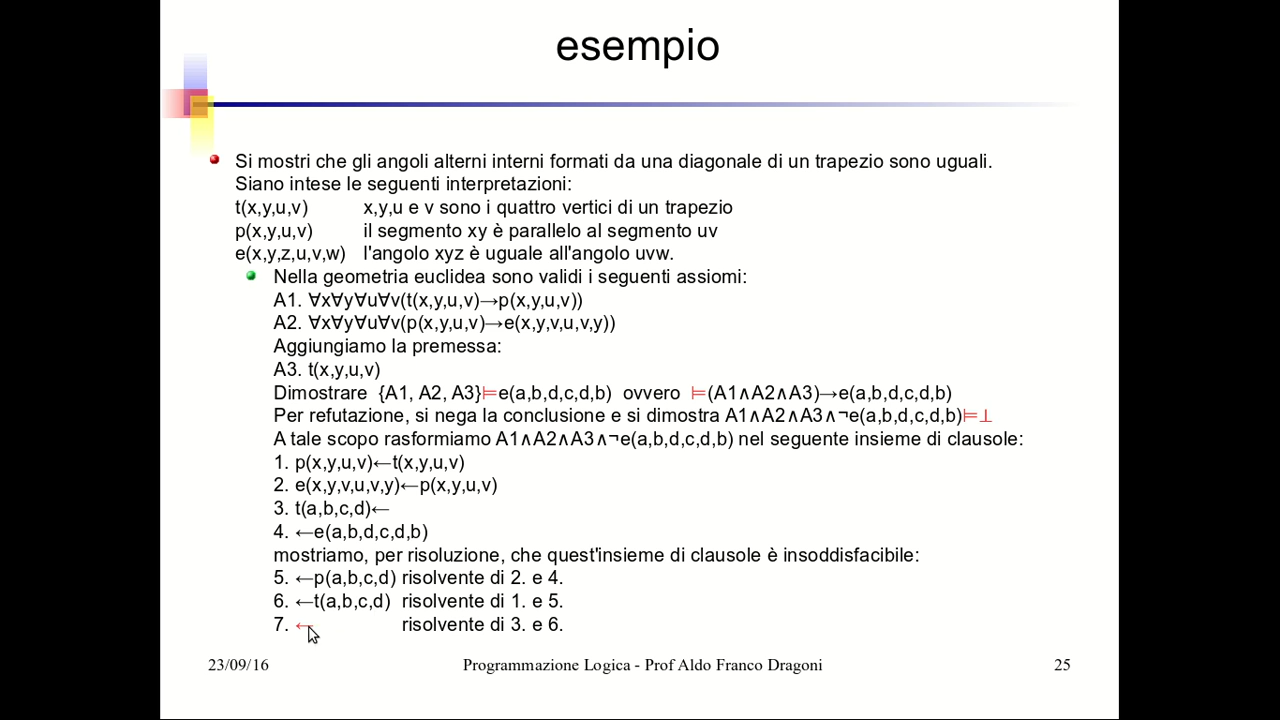 esempio
Si mostri che gli angoli alterni interni formati da una diagonale di un trapezio sono uguali.
Siano intese le seguenti interpretazioni:
t(x,y,u,v) x,y,u e v sono i quattro vertici di un trapezio
p(x,y,u,v) il segmento xy è parallelo al segmento uv
e(x,y,z,u,v,w) l'angolo xyz è uguale all'angolo uvw.
Nella geometria euclidea sono validi i seguenti assiomi:
A1. ∀x∀y∀u∀v(t(x,y,u,v)→p(x,y,u,v))
A2. ∀x∀y∀u∀v(p(x,y,u,v)→e(x,y,v,u,v,y))
Aggiungiamo la premessa:
A3. t(x,y,u,v)
Dimostrare {A1, A2, A3}⊨e(a,b,d,c,d,b) ovvero ⊨(A1∧A2∧A3)→e(a,b,d,c,d,b)
Per refutazione, si nega la conclusione e si dimostra A1∧A2∧A3∧¬e(a,b,d,c,d,b)⊨⊥
A tale scopo rasformiamo A1∧A2∧A3∧¬e(a,b,d,c,d,b) nel seguente insieme di clausole:
1. p(x,y,u,v)←t(x,y,u,v)
2. e(x,y,v,u,v,y)←p(x,y,u,v)
3. t(a,b,c,d)←
4. ←e(a,b,d,c,d,b)
mostriamo, per risoluzione, che quest'insieme di clausole è insoddisfacibile:
5. ←p(a,b,c,d) risolvente di 2. e 4.
6. ←t(a,b,c,d) risolvente di 1. e 5.
7. ← risolvente di 3. e 6.
23/09/16 Programmazione Logica - Prof Aldo Franco Dragoni 25